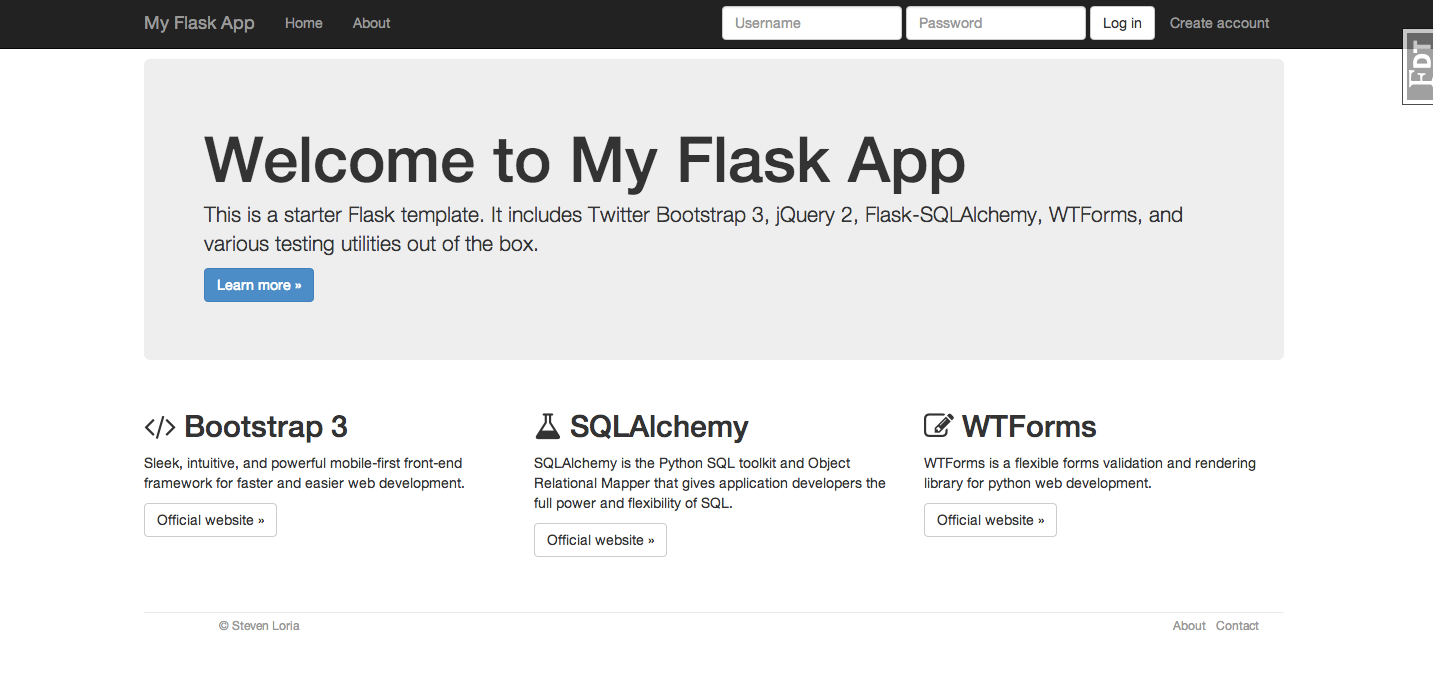 My Flask App Home About Username Password Log in Create account
FDT
Welcome to My Flask App
This is a starter Flask template. It includes Twitter Bootstrap 3, jQuery 2, Flask-SQLAlchemy, WTForms, and
various testing utilities out of the box.
Learn more »
</> Bootstrap 3
Sleek, intuitive, and powerful mobile-first front-end
framework for faster and easier web development.
Official website »
SQLAlchemy
SQLAlchemy is the Python SQL toolkit and Object
Relational Mapper that gives application developers the
full power and flexibility of SQL.
Official website »
WTForms
WTForms is a flexible forms validation and rendering
library for python web development.
Official website »
© Steven Loria About Contact